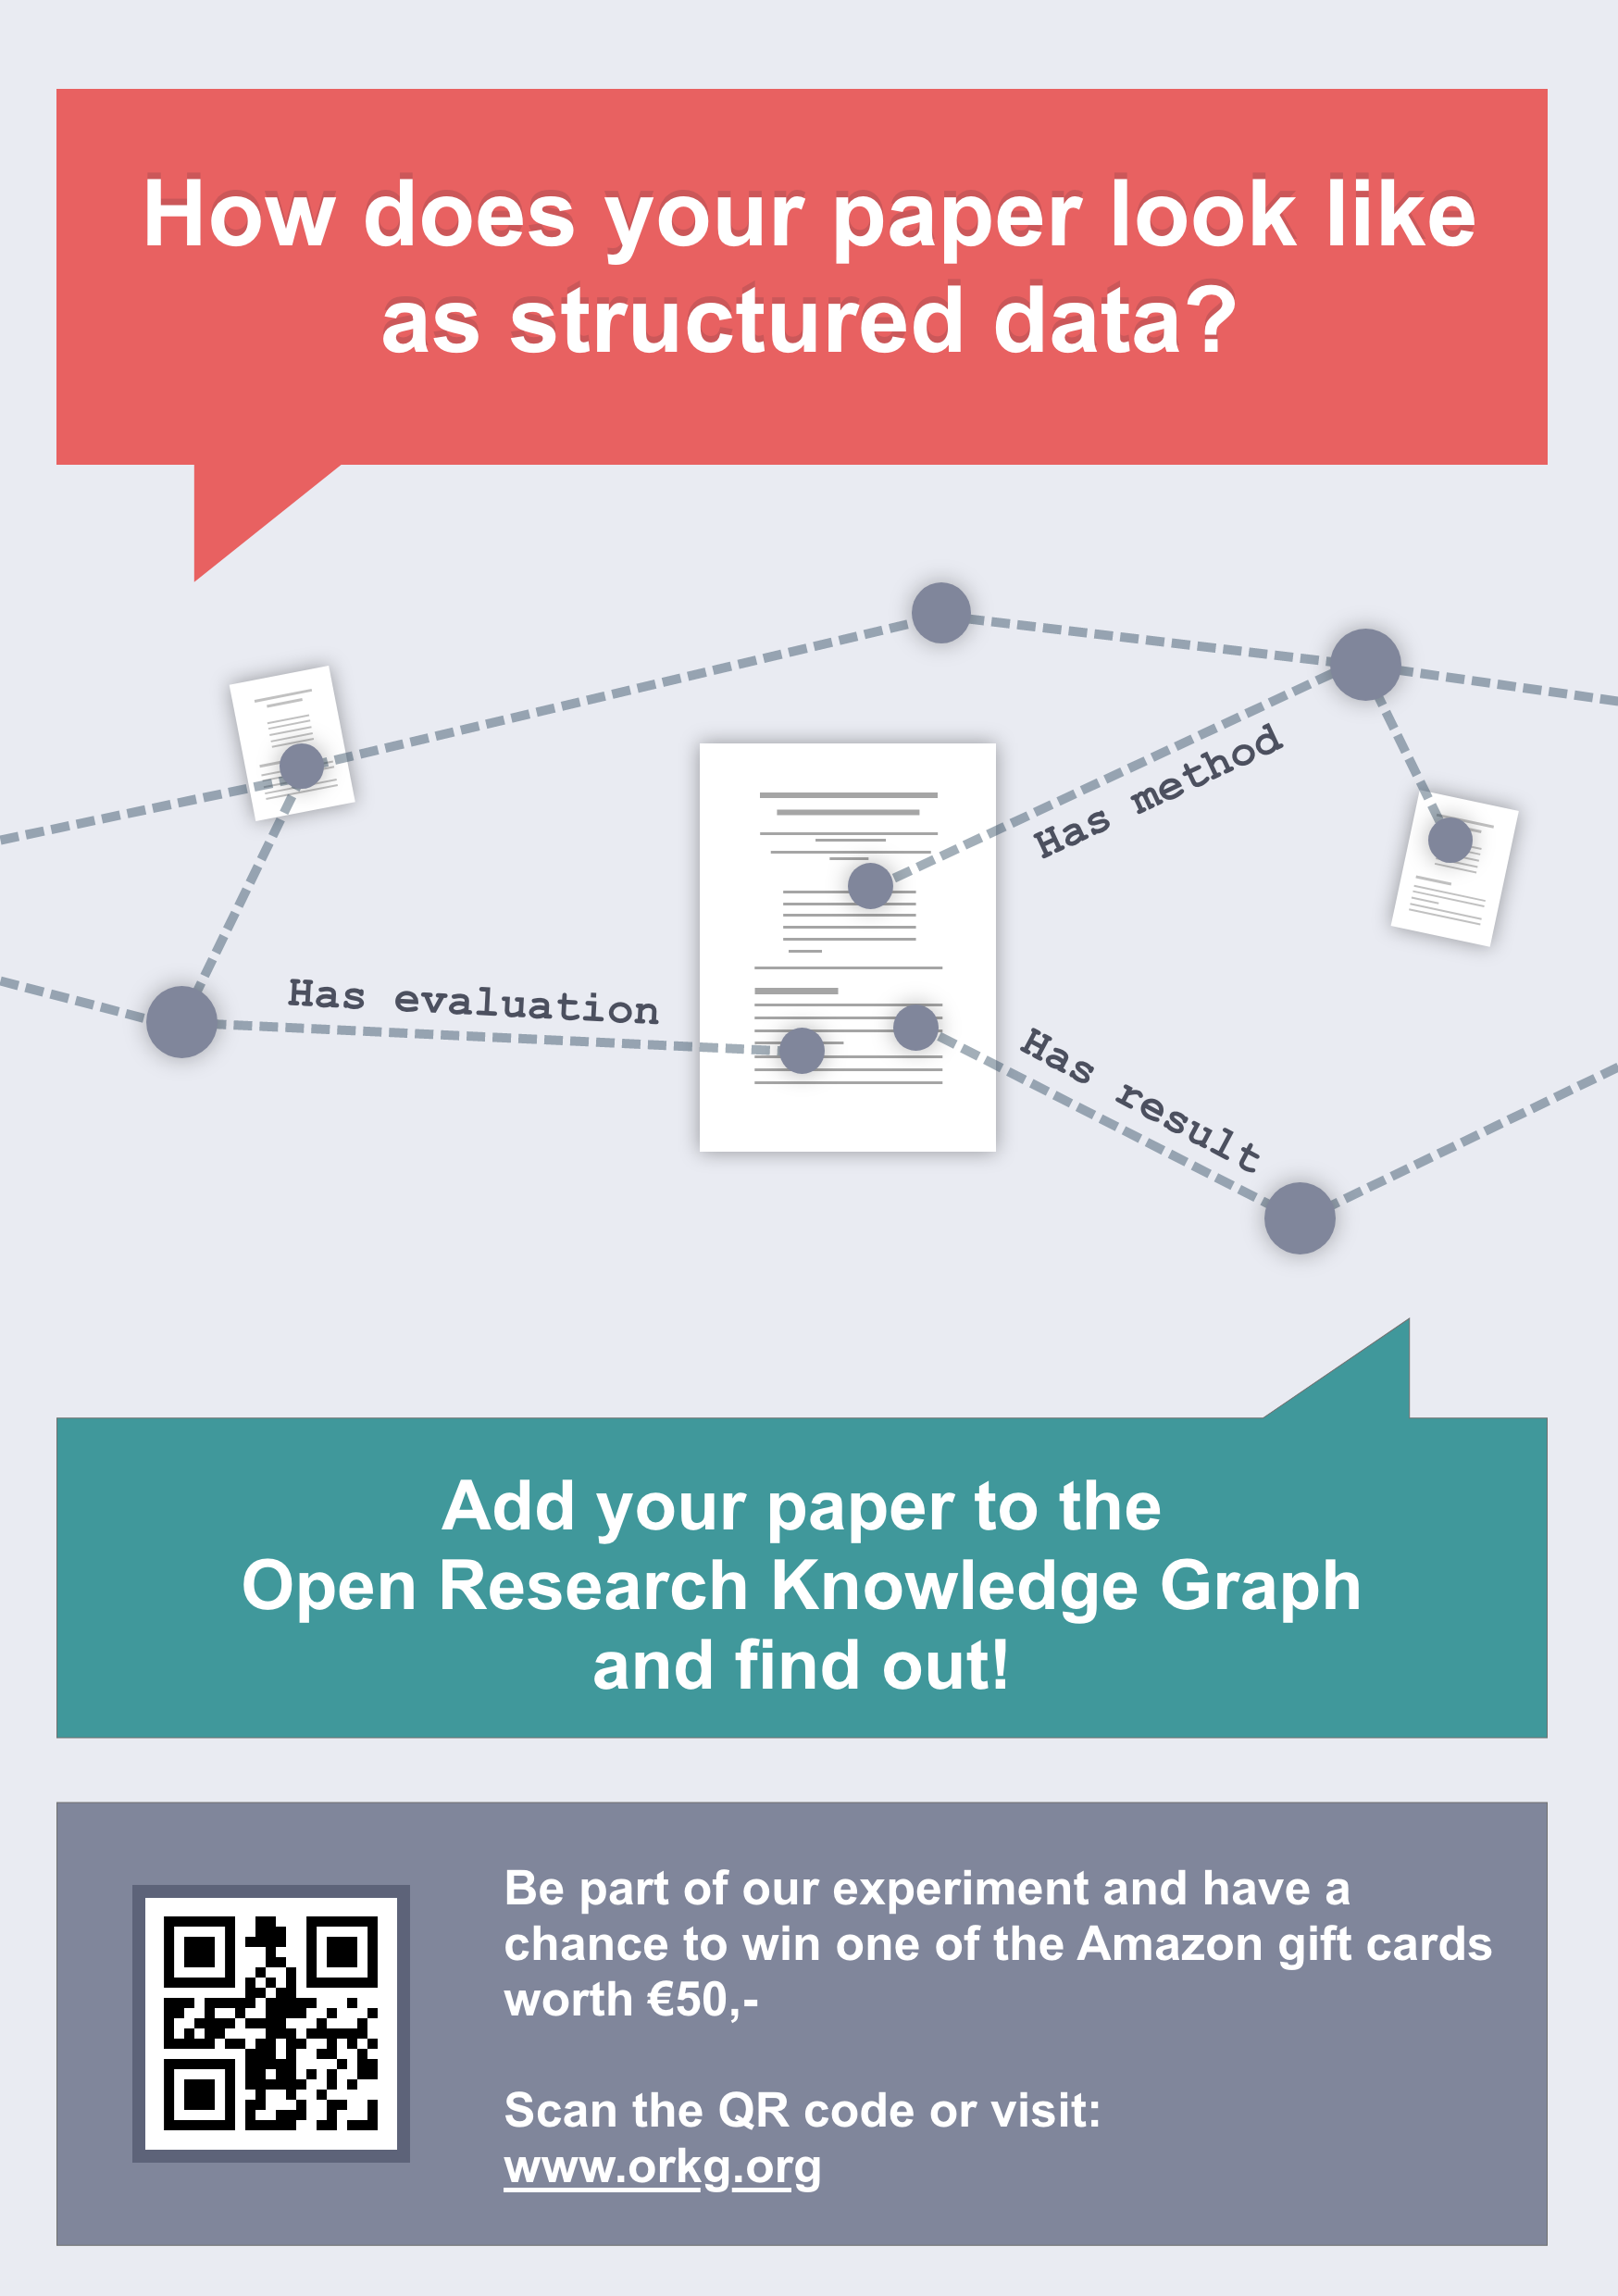 How does your paper look like
as structured data?
Has method
Has evaluation
Has result
Add your paper to the
Open Research Knowledge Graph
and find out!
Be part of our experiment and have a
chance to win one of the Amazon gift cards
worth €50,-
Scan the QR code or visit:
www.orkg.org